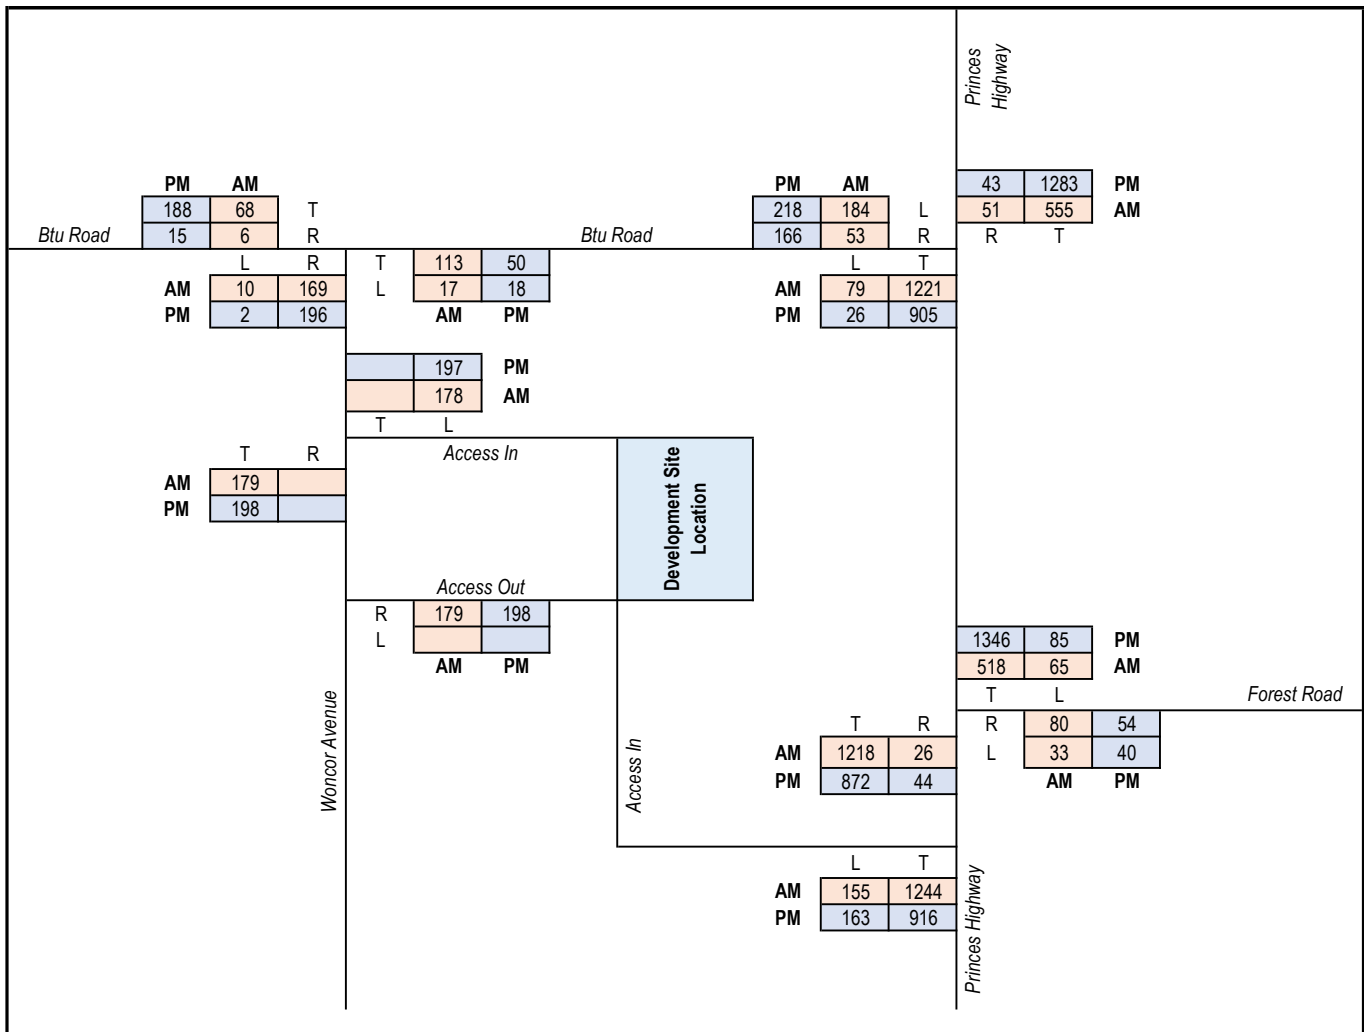 Princes
Highway
PM AM
188 68 T
15 6 R
Btu Road
Btu Road
PM AM
218 184 L
166 53 R
43 1283 PM
51 555 AM
R T
L R
AM 10 169
PM 2 196
T 113 50
L 17 18
AM PM
L T
AM 79 1221
PM 26 905
197 PM
178 AM
T L
Access In
T R
AM 179
PM 198
Development Site
Location
Access Out
R 179 198
L
AM PM
Woncor Avenue
Access In
1346 85 PM
518 65 AM
T L
Forest Road
T R
AM 1218 26
PM 872 44
R 80 54
L 33 40
AM PM
L T
AM 155 1244
PM 163 916
Princes Highway